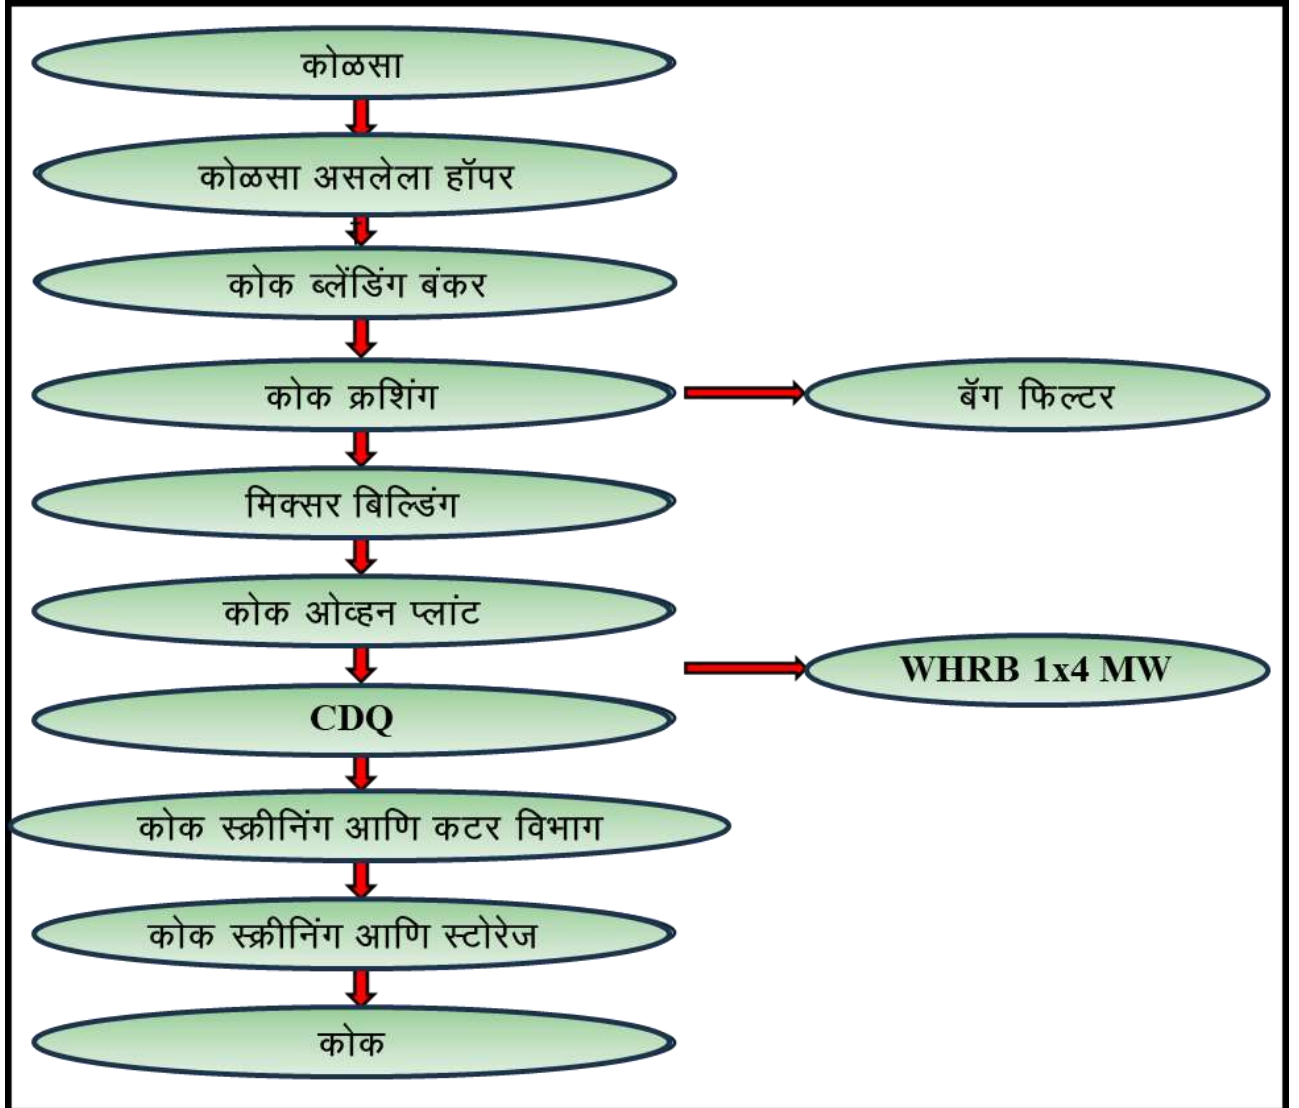 कोळसा
कोळसा असलेला हॉपर
कोक ब्लेंडिंग बंकर
कोक क्रशिंग
बॅग फिल्टर
मिक्सर बिल्डिंग
कोक ओव्हन प्लांट
WHRB 1x4 MW
CDQ
कोक स्क्रीनिंग आणि कटर विभाग
कोक स्क्रीनिंग आणि स्टोरेज
कोक